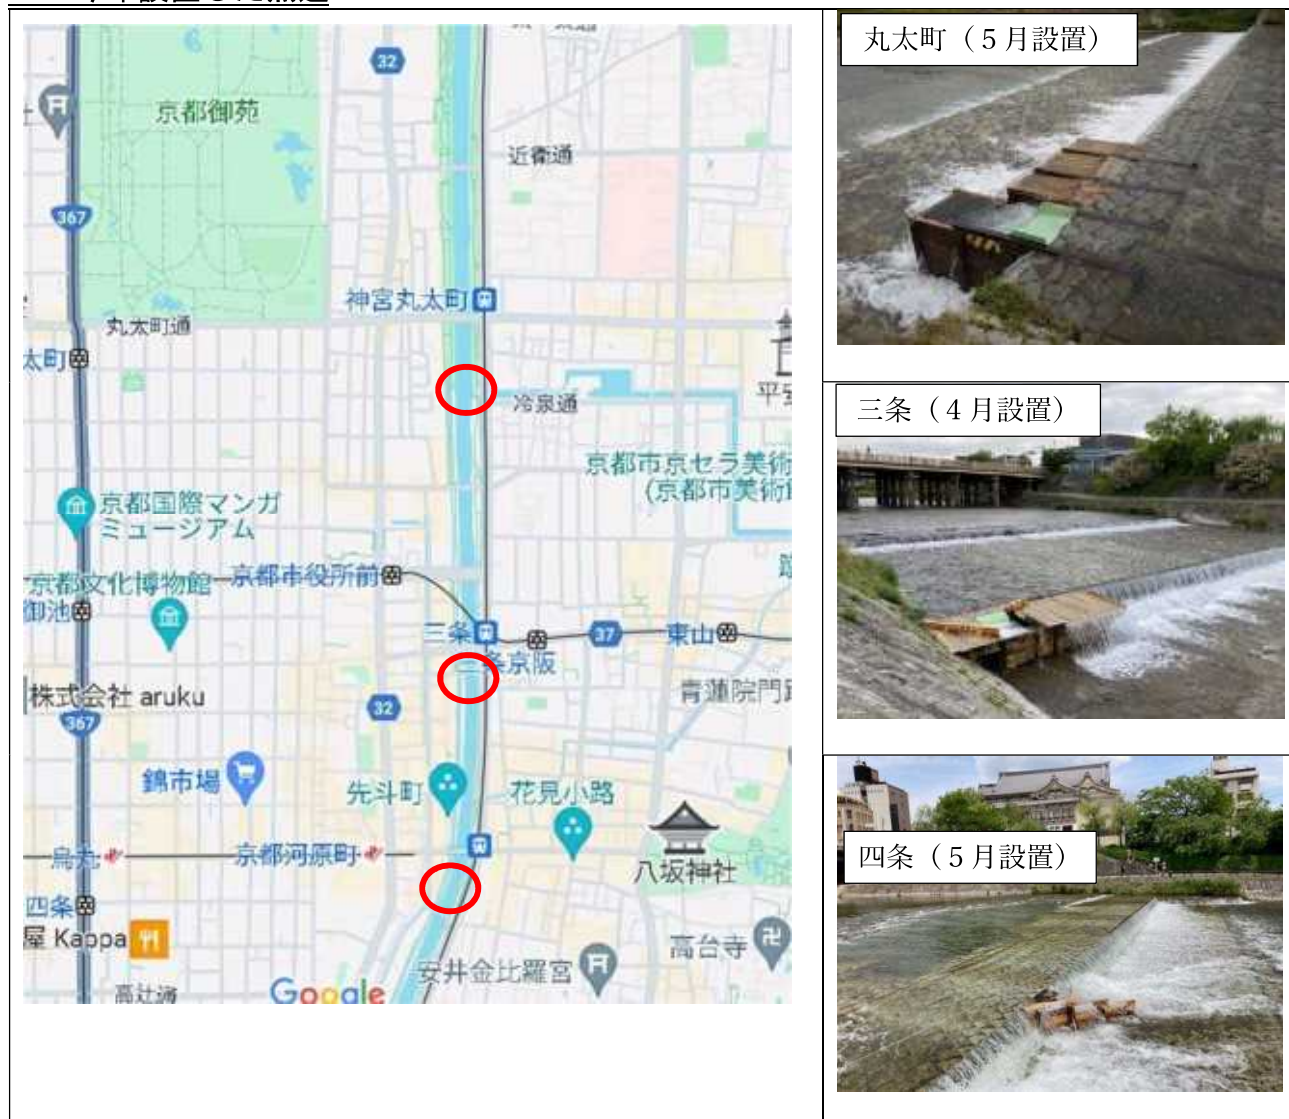 設置した魚道
32
京都御苑
近衛通
367
神宮丸太町
丸太町通
太町
冷泉通
京都市京セラ美術
(京都市美術
京都国際マンガ
ミュージアム
京都文化博物館
京都市役所前
御池
三条
37
東山
三条京阪
青蓮院門
株式会社 aruku
367
32
錦市場
先斗町
花見小路
烏丸
京都河原町
八坂神社
四条
屋 Kappa
高台寺
安井金比羅宮
高辻通
Google
丸太町（５月設置）
三条（４月設置）
四条（５月設置）